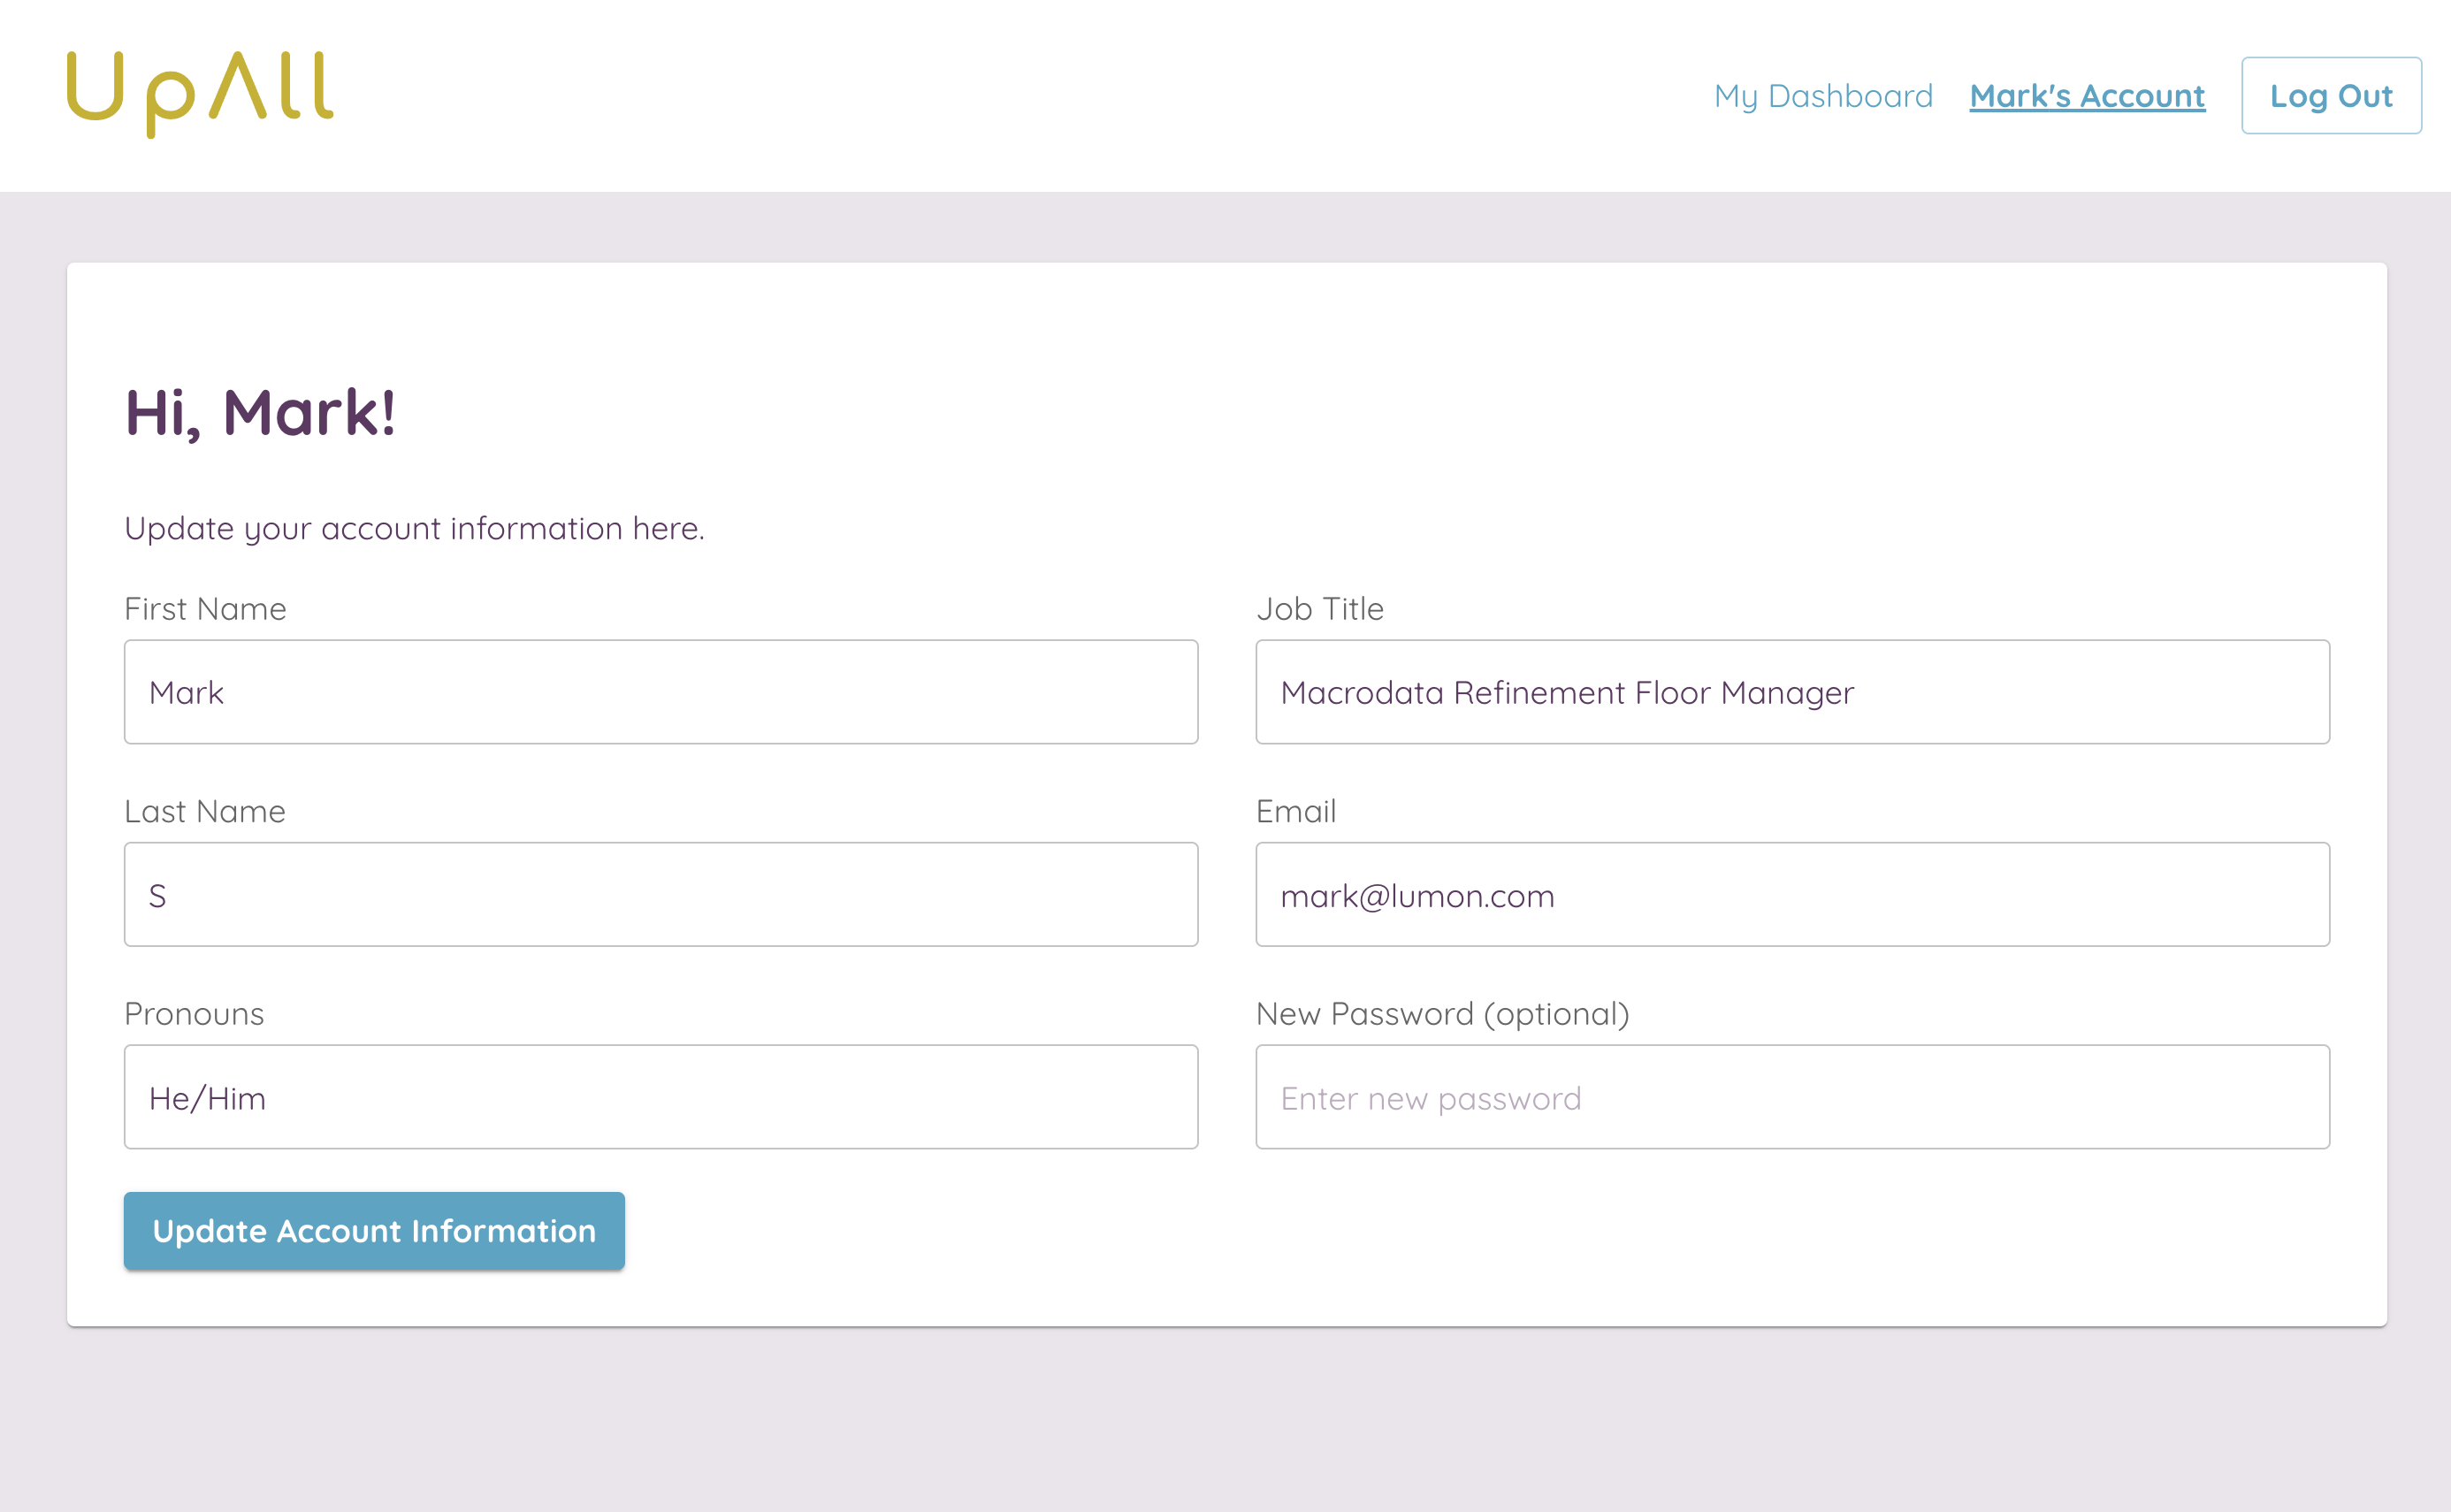 UpAll
My Dashboard Mark's Account Log Out
Hi, Mark!
Update your account information here.
First Name
Mark
Job Title
Macrodata Refinement Floor Manager
Last Name
S
Email
mark@lumon.com
Pronouns
He/Him
New Password (optional)
Enter new password
Update Account Information